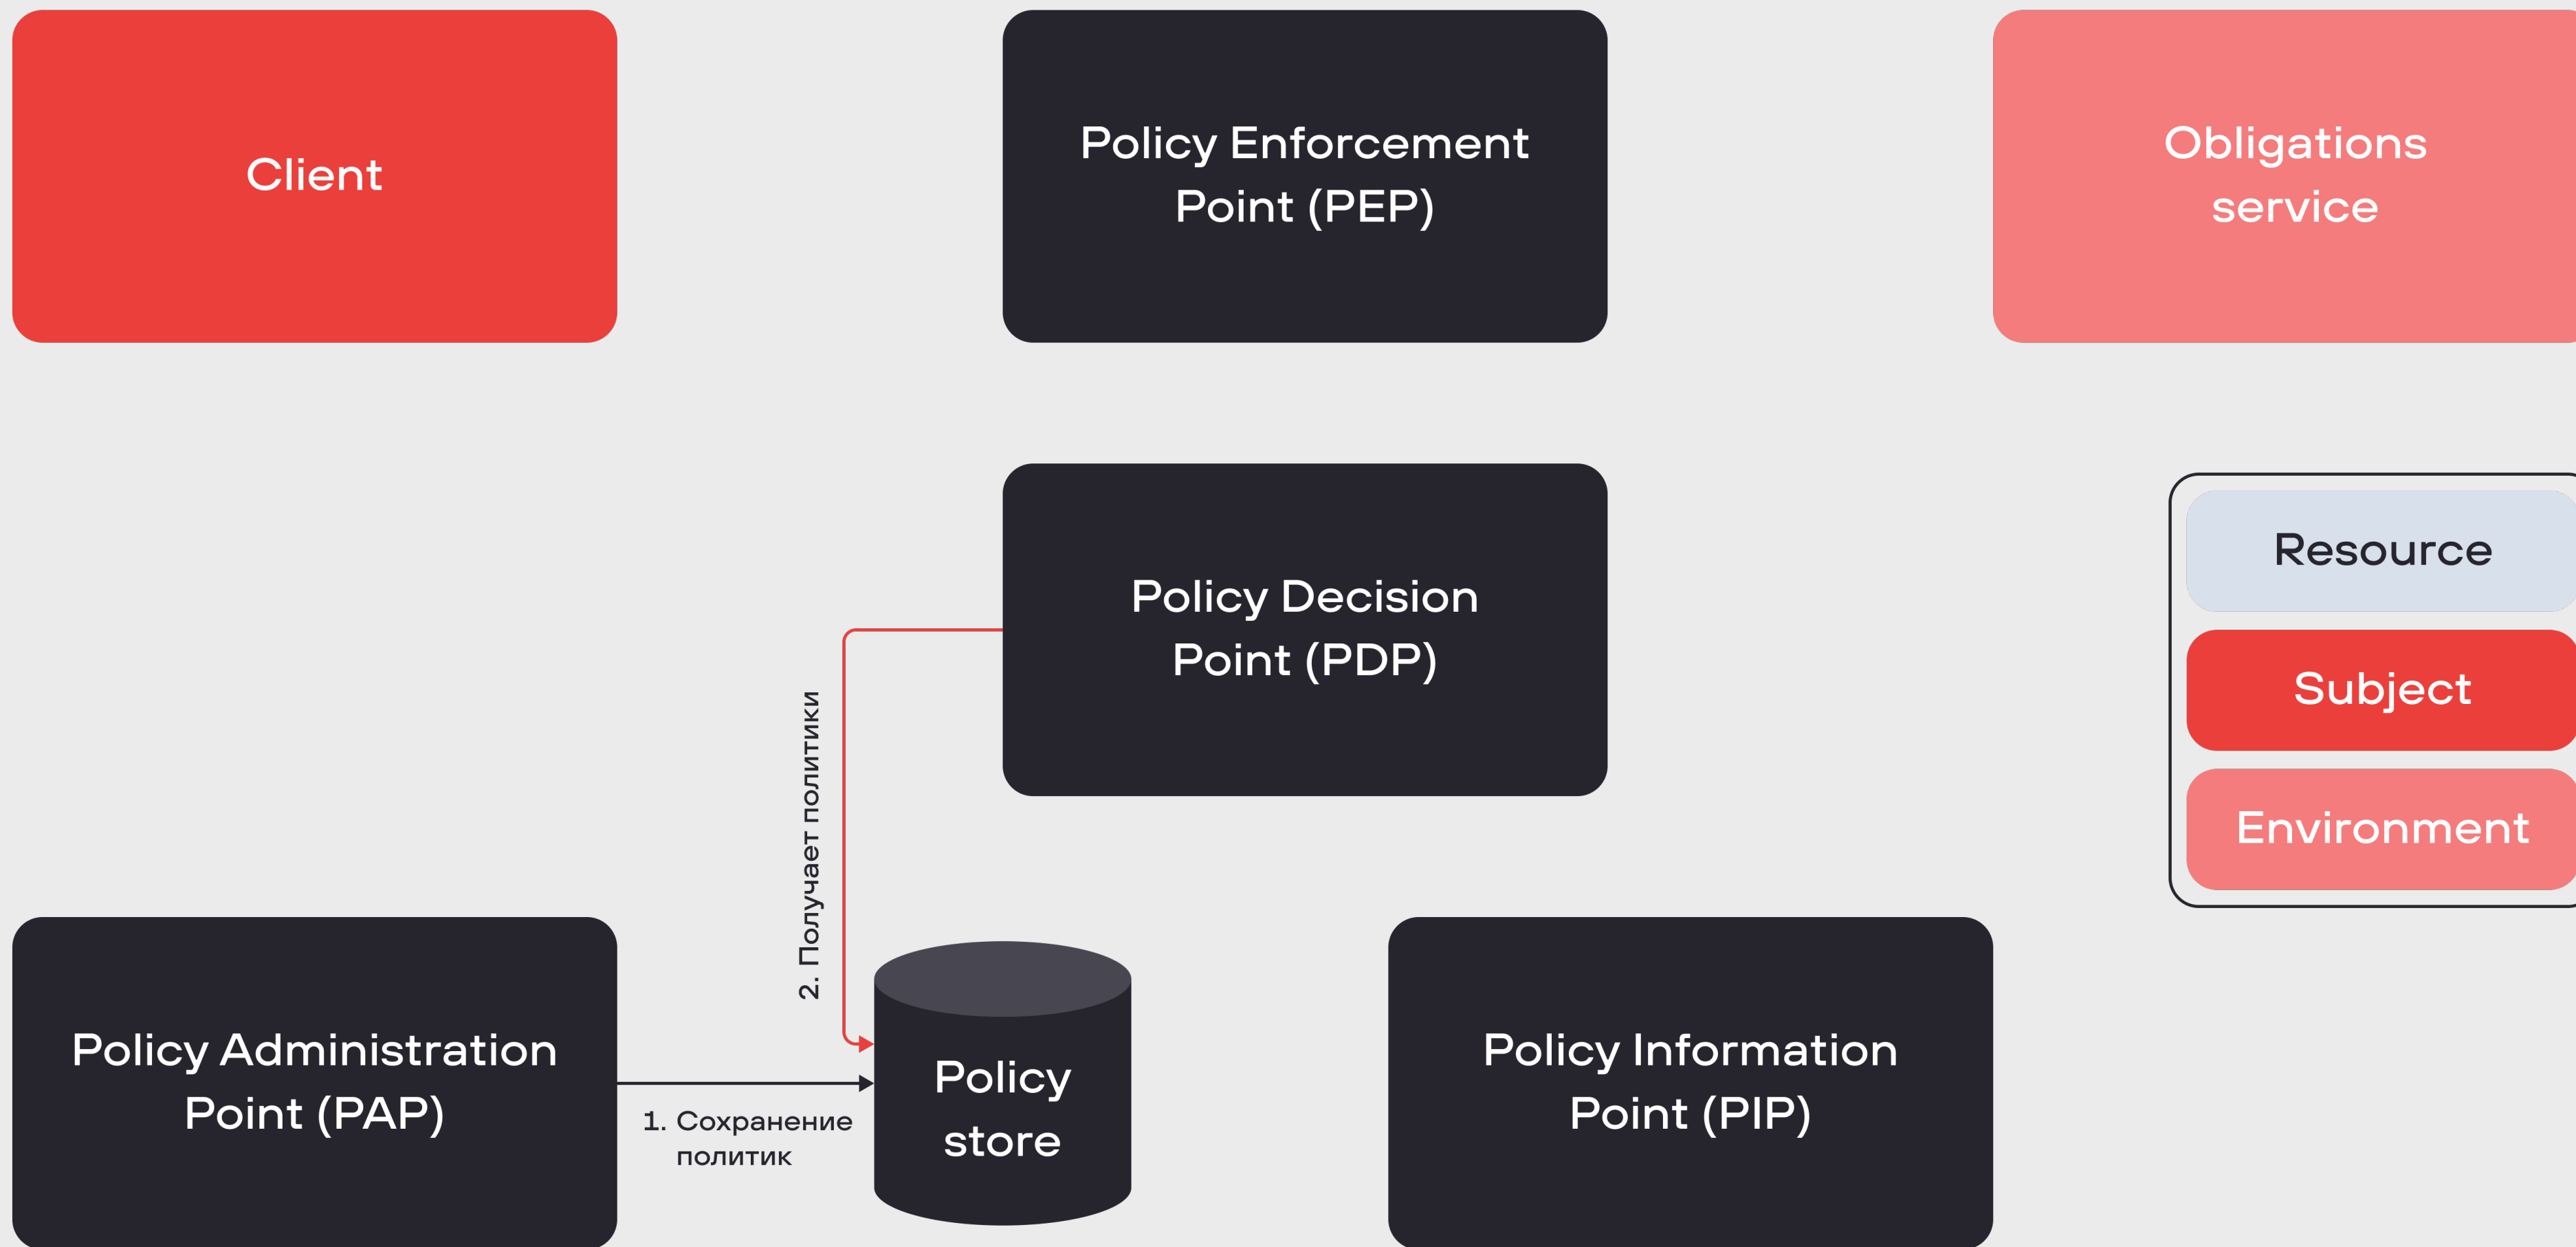 Client
Policy Enforcement
Point (PEP)
Obligations
service
Policy Decision
Point (PDP)
Resource
Subject
Environment
2. Получает политики
Policy Administration
Point (PAP)
1. Сохранение
политик
Policy
store
Policy Information
Point (PIP)